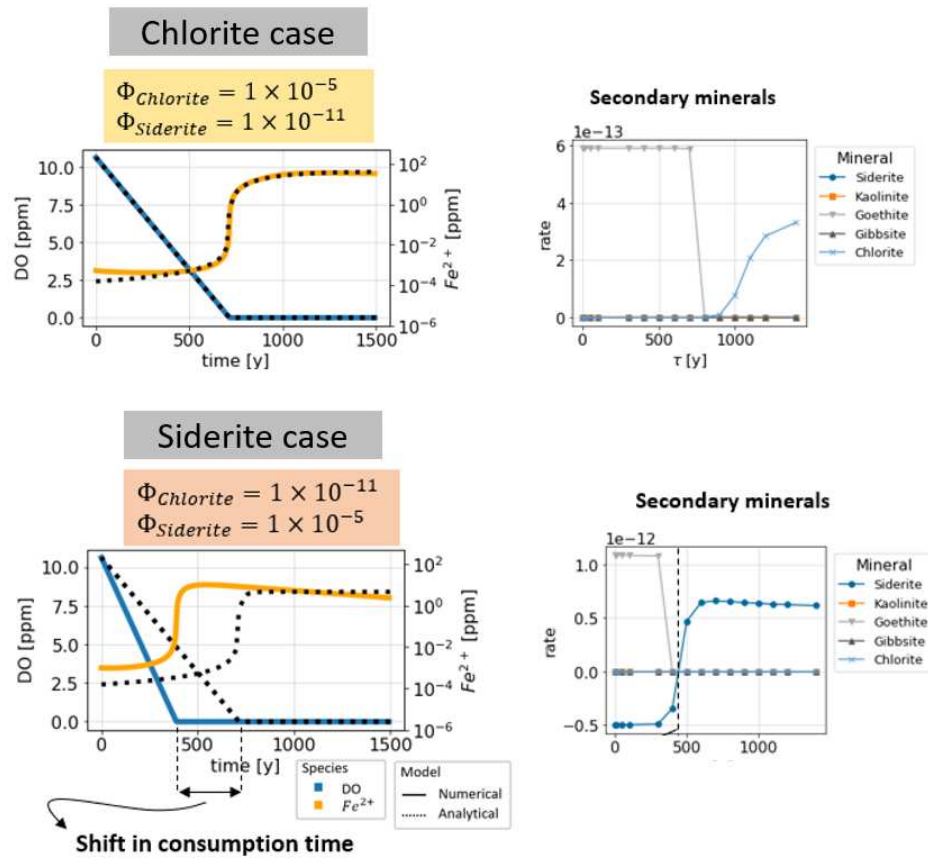 Chlorite case
Φ_Chlorite = 1 × 10⁻⁵
Φ_Siderite = 1 × 10⁻¹¹
10.0
7.5
5.0
2.5
0.0
DO [ppm]
10²
10⁰
10⁻²
10⁻⁴
10⁻⁶
Fe²⁺ [ppm]
0 500 1000 1500
time [y]
Secondary minerals
1e−13
6
4
2
0
rate
0 500 1000
τ [y]
Mineral
Siderite
Kaolinite
Goethite
Gibbsite
Chlorite
Siderite case
Φ_Chlorite = 1 × 10⁻¹¹
Φ_Siderite = 1 × 10⁻⁵
10.0
7.5
5.0
2.5
0.0
DO [ppm]
10²
10⁰
10⁻²
10⁻⁴
10⁻⁶
Fe²⁺ [ppm]
0 500 1000 1500
time [y]
Species
DO
Fe²⁺
Model
Numerical
Analytical
Shift in consumption time
Secondary minerals
1e−12
1.0
0.5
0.0
−0.5
rate
0 500 1000
Mineral
Siderite
Kaolinite
Goethite
Gibbsite
Chlorite